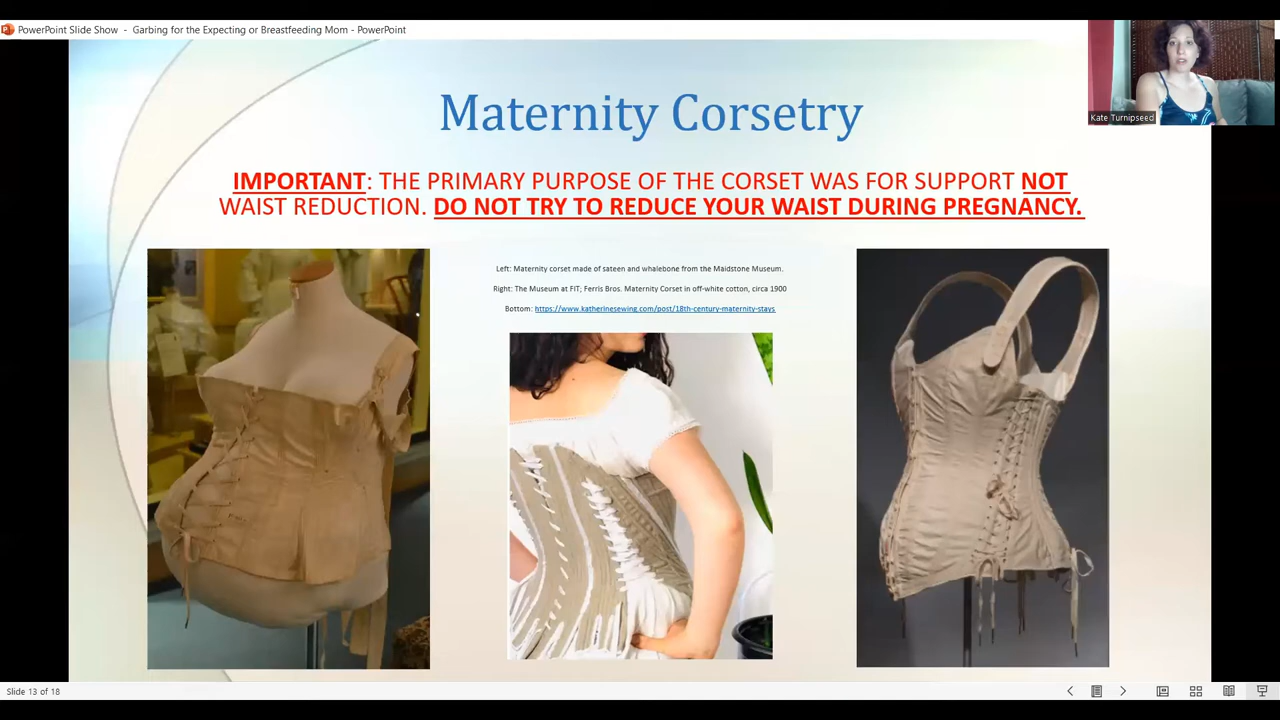 PowerPoint Slide Show - Garbing for the Expecting or Breastfeeding Mom - PowerPoint
Kate Turnipseed
Maternity Corsetry
IMPORTANT: THE PRIMARY PURPOSE OF THE CORSET WAS FOR SUPPORT NOT
WAIST REDUCTION. DO NOT TRY TO REDUCE YOUR WAIST DURING PREGNANCY.
Left: Maternity corset made of sateen and whalebone from the Maidstone Museum.
Right: The Museum at FIT; Ferris Bros. Maternity Corset in off-white cotton, circa 1900
Bottom: https://www.katherinesewing.com/post/18th-century-maternity-stays
Slide 13 of 18